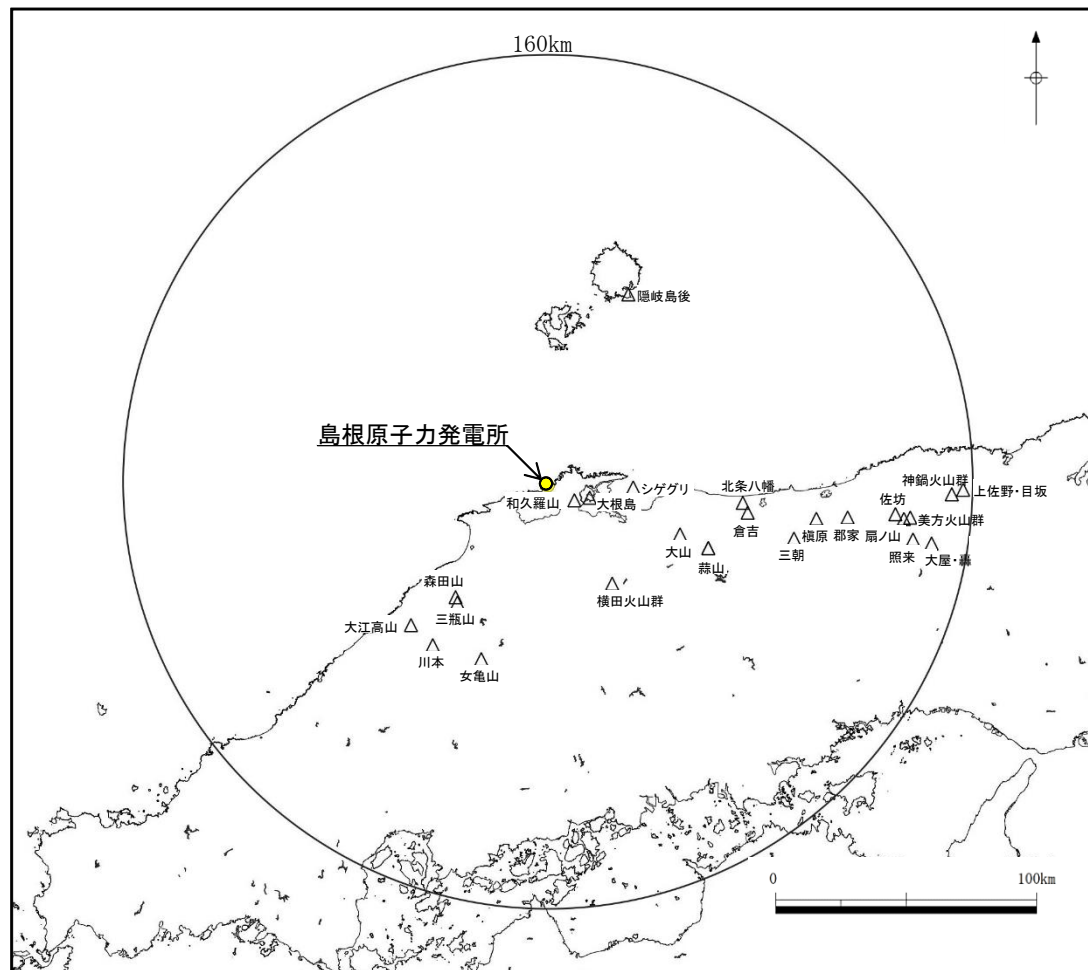 160km
隠岐島後
島根原子力発電所
和久羅山
大根島
シゲグリ
北条八幡
倉吉
神鍋火山群
上佐野・目坂
佐坊
美方火山群
槇原
郡家
扇ノ山
三朝
照来
大屋・轟
大山
蒜山
横田火山群
森田山
三瓶山
大江高山
川本
女亀山
0
100km